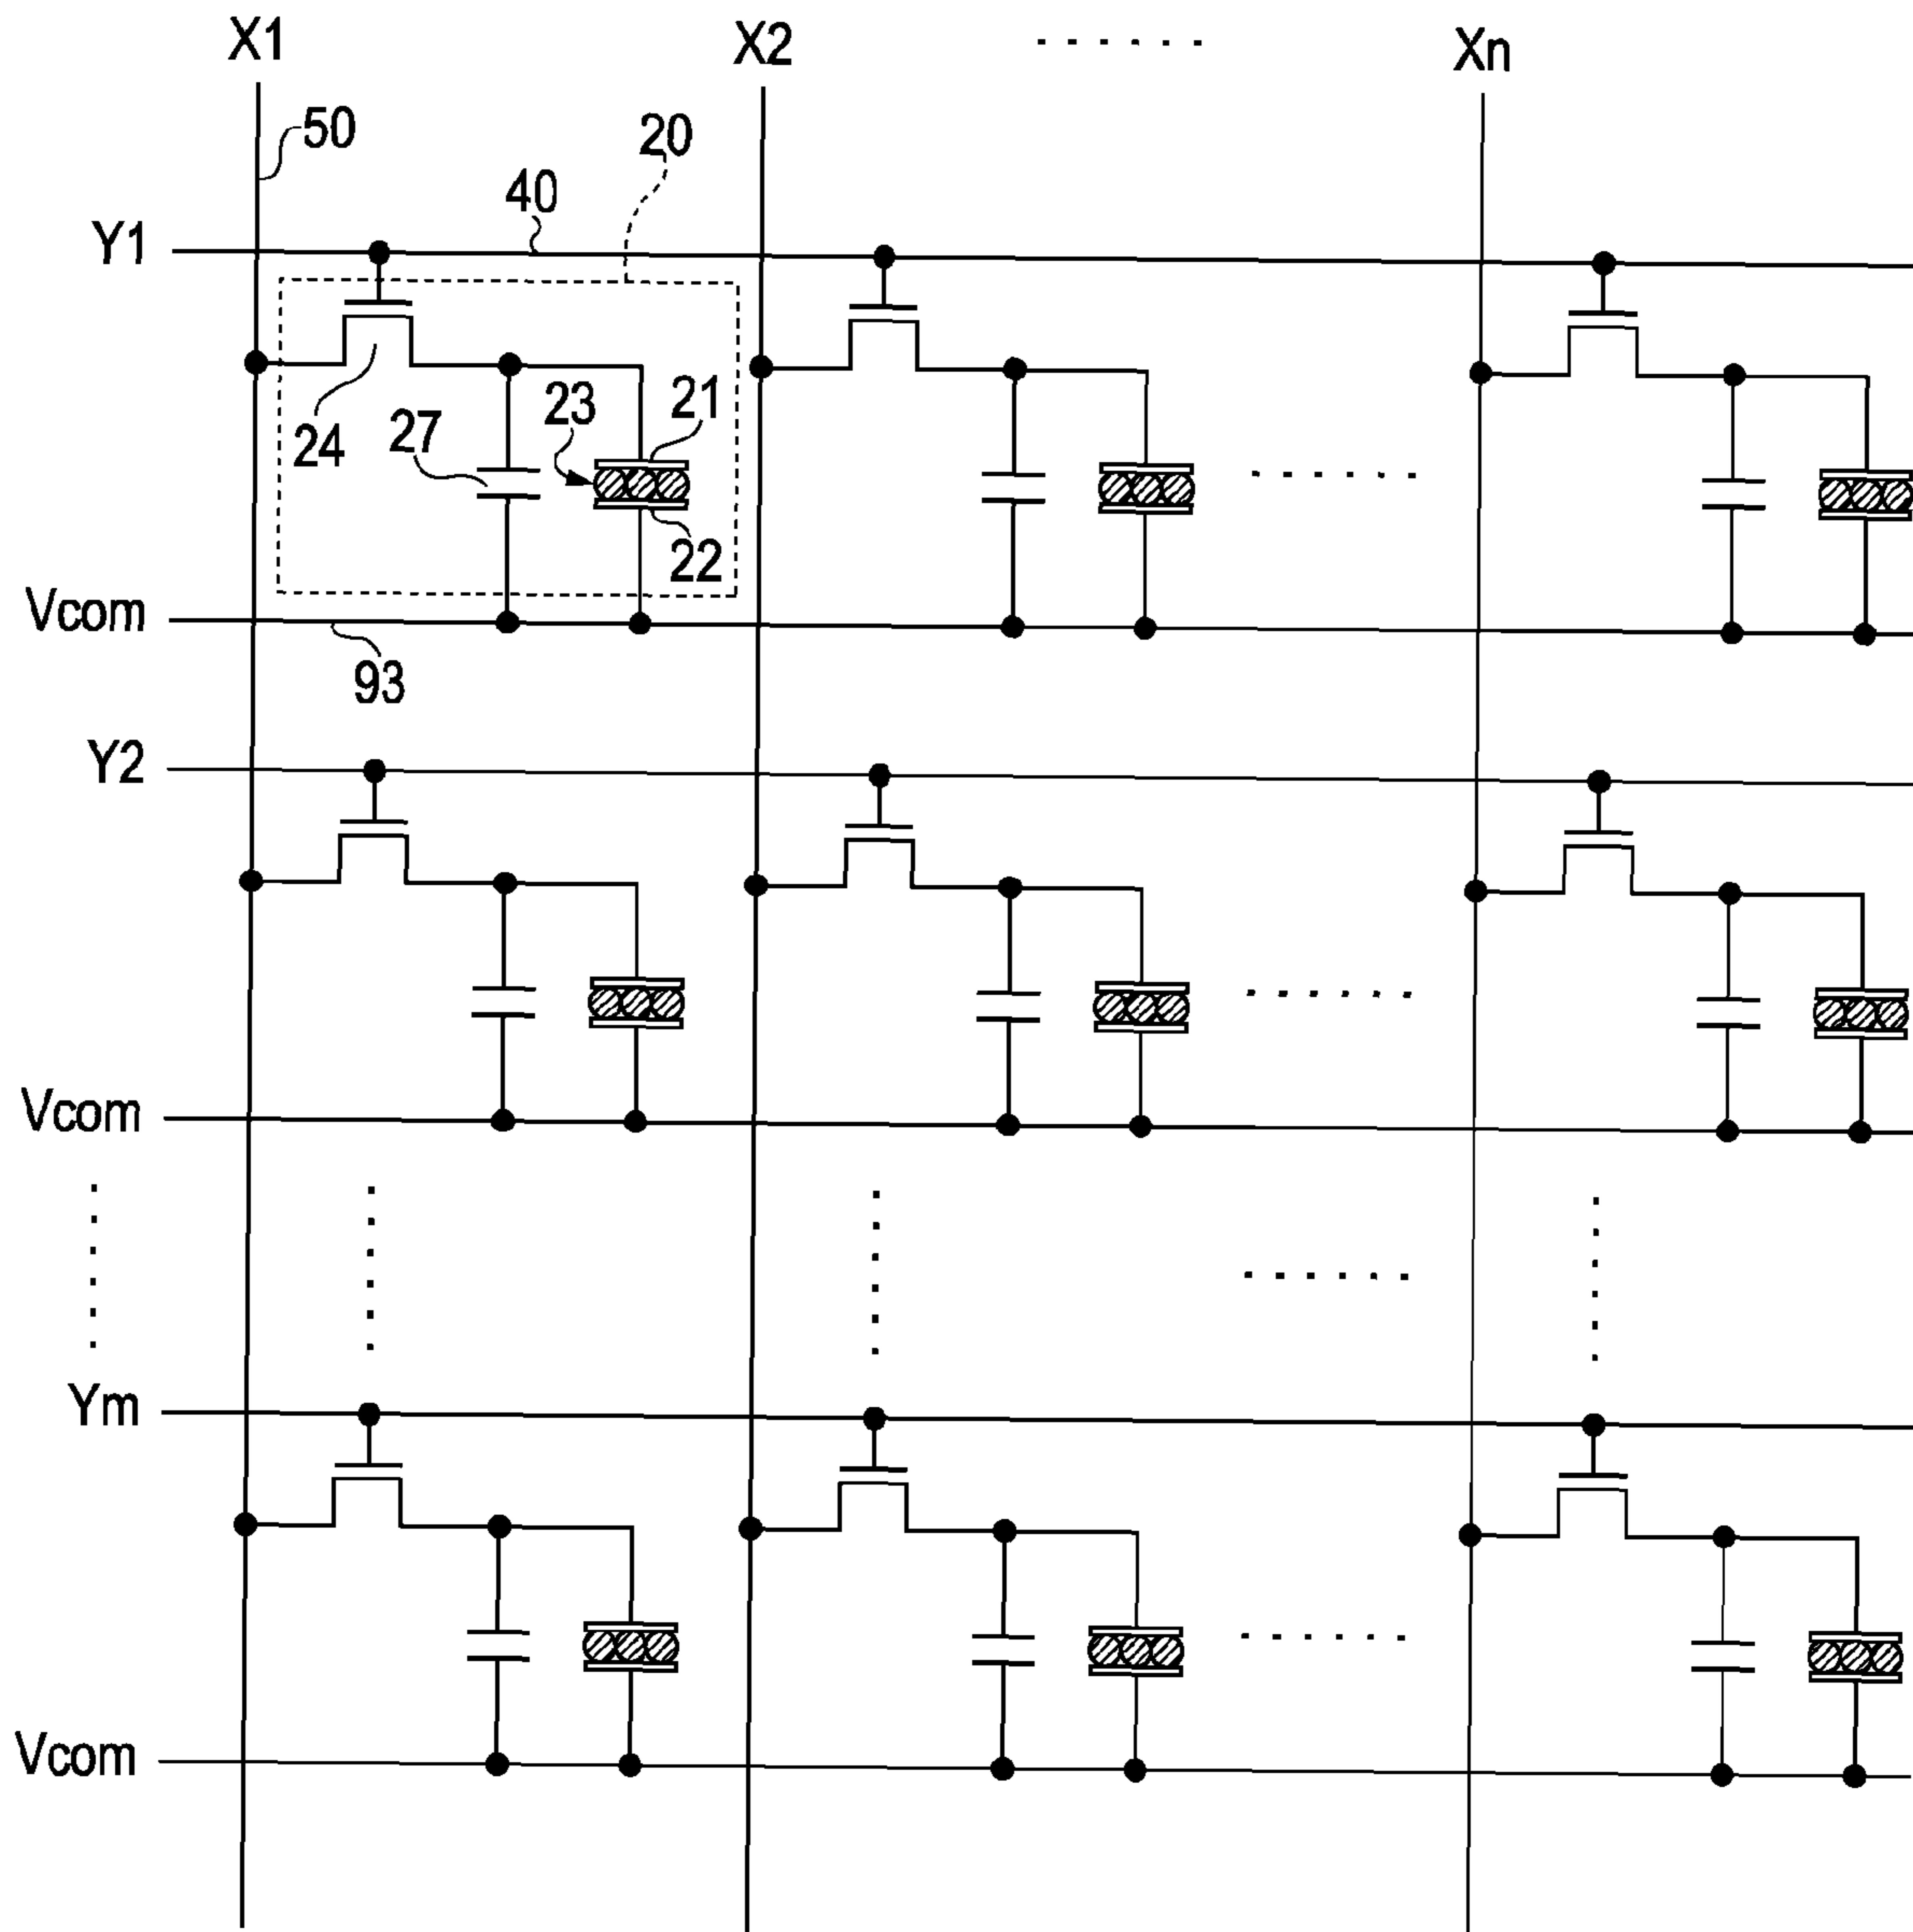 X1 X2 ...... Xn
50
20
40
Y1
23 21
27
24
22
Vcom
93
Y2
Vcom
Ym
Vcom